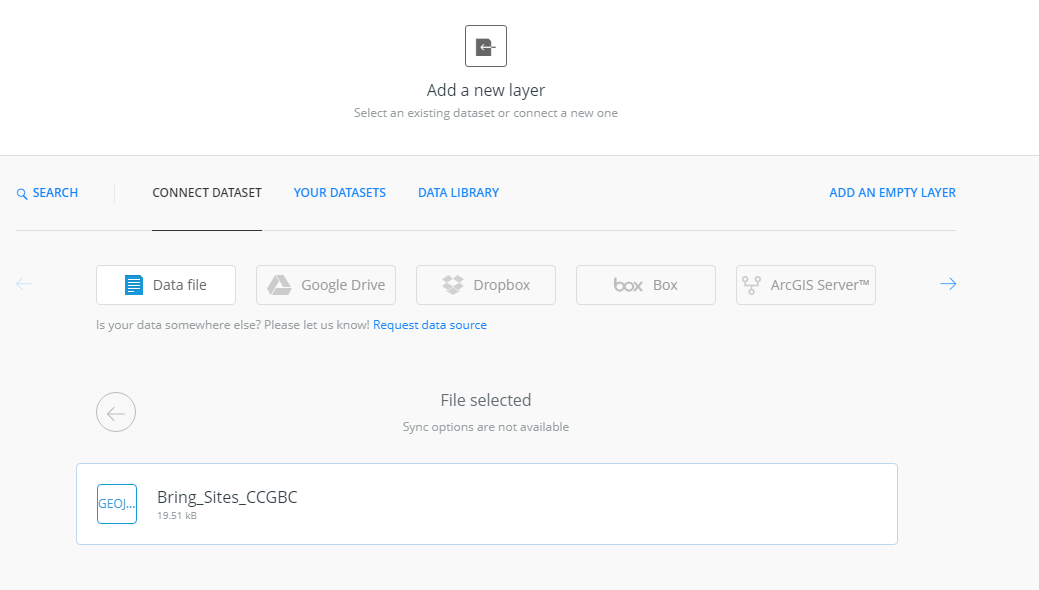 Add a new layer
Select an existing dataset or connect a new one
SEARCH CONNECT DATASET YOUR DATASETS DATA LIBRARY ADD AN EMPTY LAYER
Data file Google Drive Dropbox box Box ArcGIS Server™
Is your data somewhere else? Please let us know! Request data source
File selected
Sync options are not available
GEOJ... Bring_Sites_CCGBC
19.51 kB